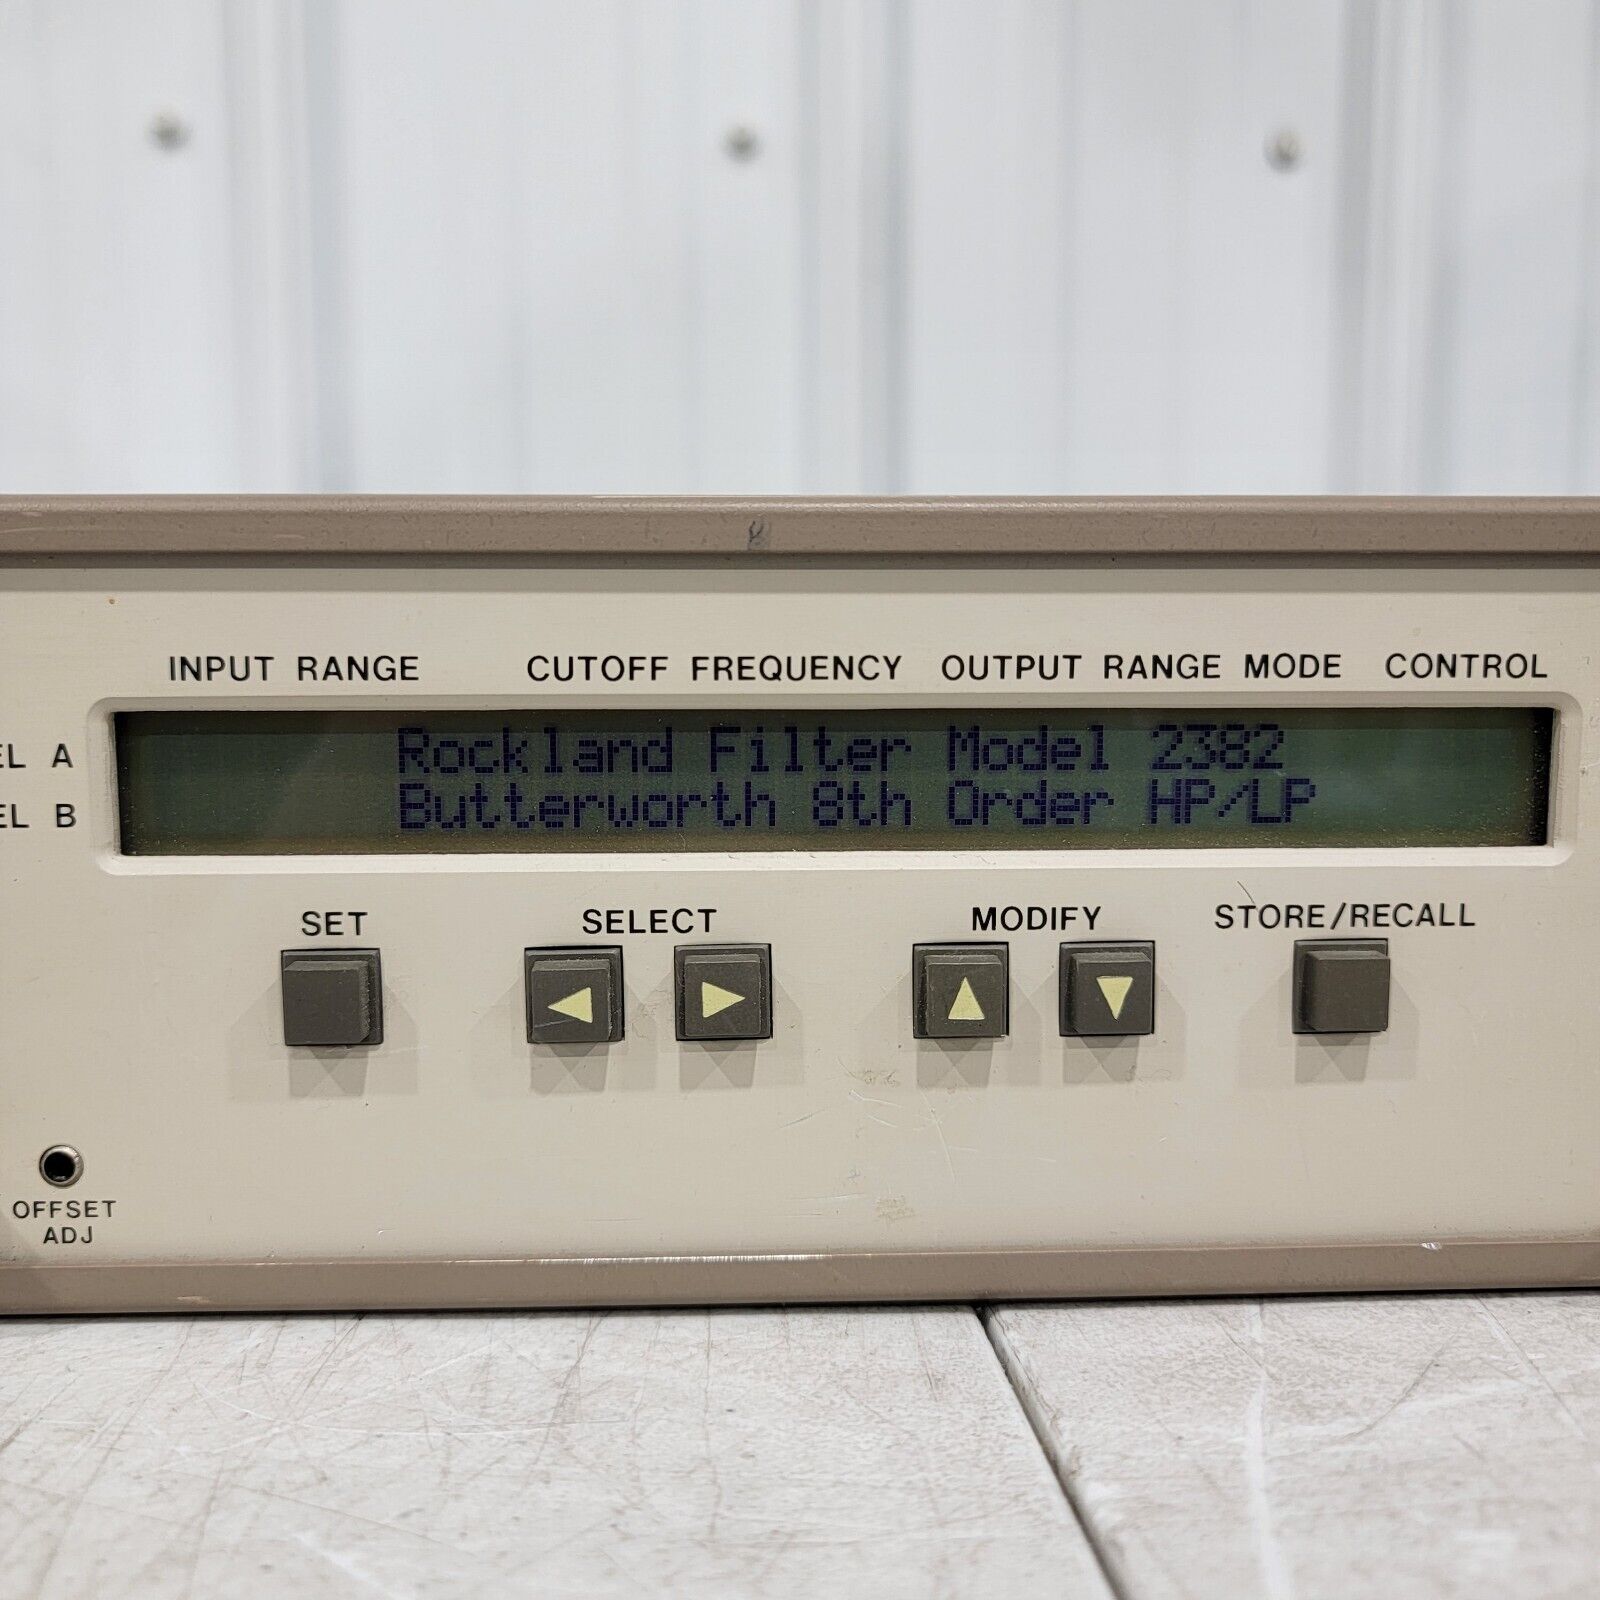 INPUT RANGE CUTOFF FREQUENCY OUTPUT RANGE MODE CONTROL
EL A
EL B
Rockland Filter Model 2382
Butterworth 8th Order HP/LP
SET SELECT MODIFY STORE/RECALL
OFFSET
ADJ